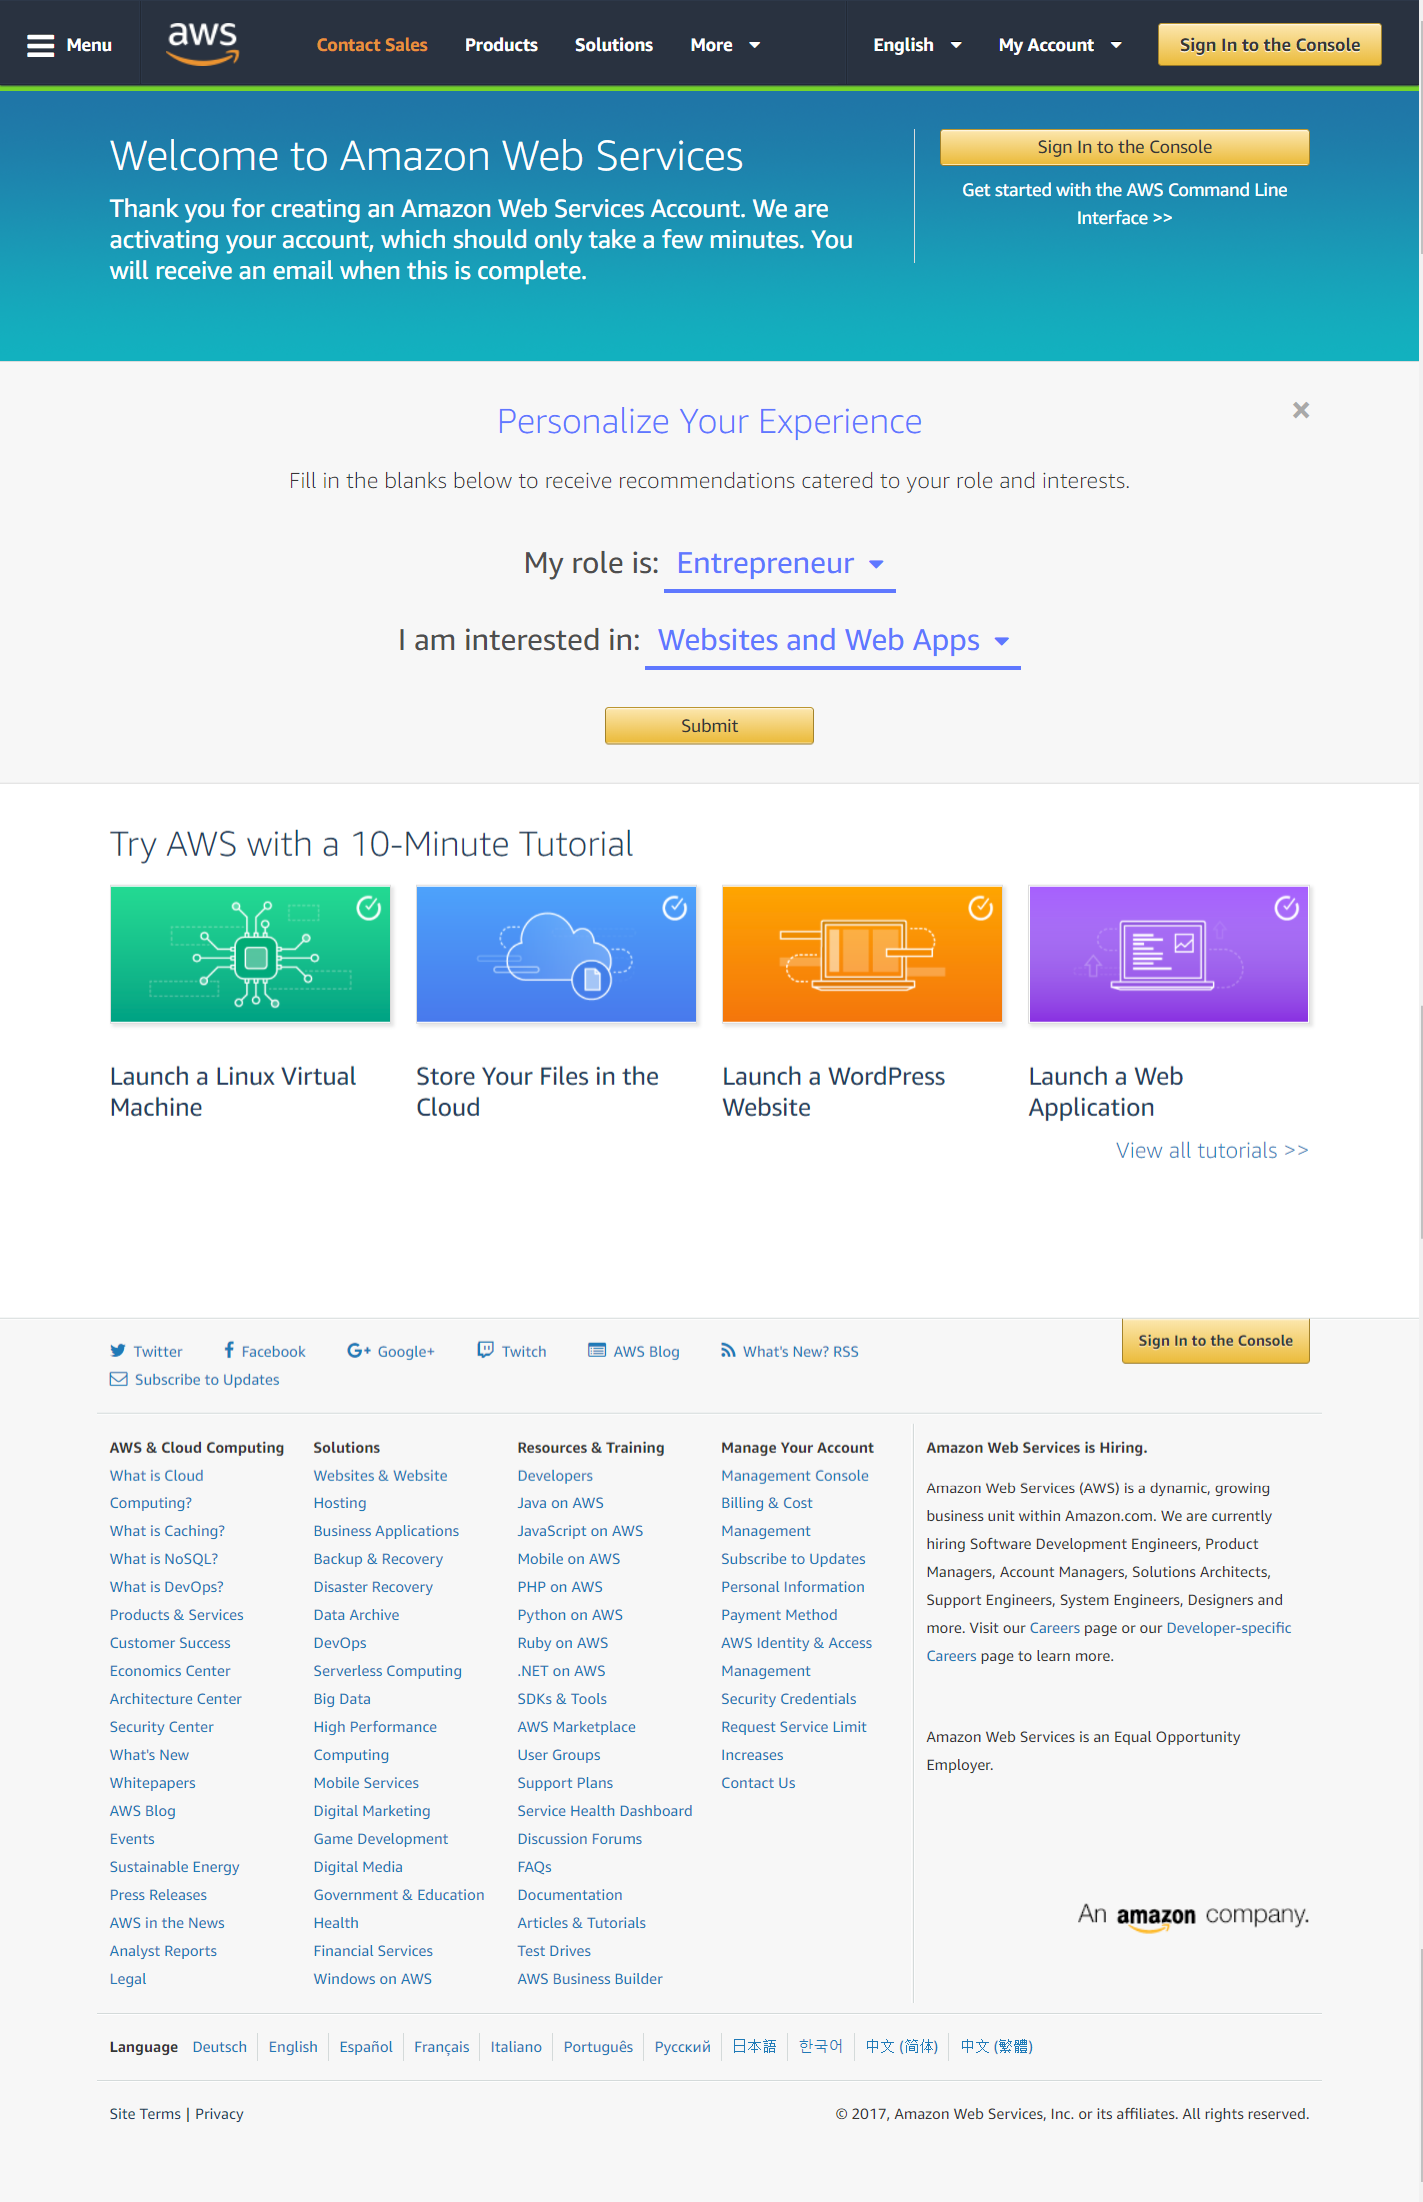 Menu
aws
Contact Sales
Products
Solutions
More
English
My Account
Sign In to the Console
Welcome to Amazon Web Services
Thank you for creating an Amazon Web Services Account. We are
activating your account, which should only take a few minutes. You
will receive an email when this is complete.
Sign In to the Console
Get started with the AWS Command Line
Interface >>
Personalize Your Experience
Fill in the blanks below to receive recommendations catered to your role and interests.
My role is: Entrepreneur
I am interested in: Websites and Web Apps
Submit
Try AWS with a 10-Minute Tutorial
Launch a Linux Virtual
Machine
Store Your Files in the
Cloud
Launch a WordPress
Website
Launch a Web
Application
View all tutorials >>
Twitter
Facebook
Google+
Twitch
AWS Blog
What's New? RSS
Subscribe to Updates
Sign In to the Console
AWS & Cloud Computing
What is Cloud
Computing?
What is Caching?
What is NoSQL?
What is DevOps?
Products & Services
Customer Success
Economics Center
Architecture Center
Security Center
What's New
Whitepapers
AWS Blog
Events
Sustainable Energy
Press Releases
AWS in the News
Analyst Reports
Legal
Solutions
Websites & Website
Hosting
Business Applications
Backup & Recovery
Disaster Recovery
Data Archive
DevOps
Serverless Computing
Big Data
High Performance
Computing
Mobile Services
Digital Marketing
Game Development
Digital Media
Government & Education
Health
Financial Services
Windows on AWS
Resources & Training
Developers
Java on AWS
JavaScript on AWS
Mobile on AWS
PHP on AWS
Python on AWS
Ruby on AWS
.NET on AWS
SDKs & Tools
AWS Marketplace
User Groups
Support Plans
Service Health Dashboard
Discussion Forums
FAQs
Documentation
Articles & Tutorials
Test Drives
AWS Business Builder
Manage Your Account
Management Console
Billing & Cost
Management
Subscribe to Updates
Personal Information
Payment Method
AWS Identity & Access
Management
Security Credentials
Request Service Limit
Increases
Contact Us
Amazon Web Services is Hiring.
Amazon Web Services (AWS) is a dynamic, growing
business unit within Amazon.com. We are currently
hiring Software Development Engineers, Product
Managers, Account Managers, Solutions Architects,
Support Engineers, System Engineers, Designers and
more. Visit our Careers page or our Developer-specific
Careers page to learn more.
Amazon Web Services is an Equal Opportunity
Employer.
An amazon company.
Language Deutsch English Español Français Italiano Português Русский 日本語 한국어 中文 (简体) 中文 (繁體)
Site Terms | Privacy
© 2017, Amazon Web Services, Inc. or its affiliates. All rights reserved.